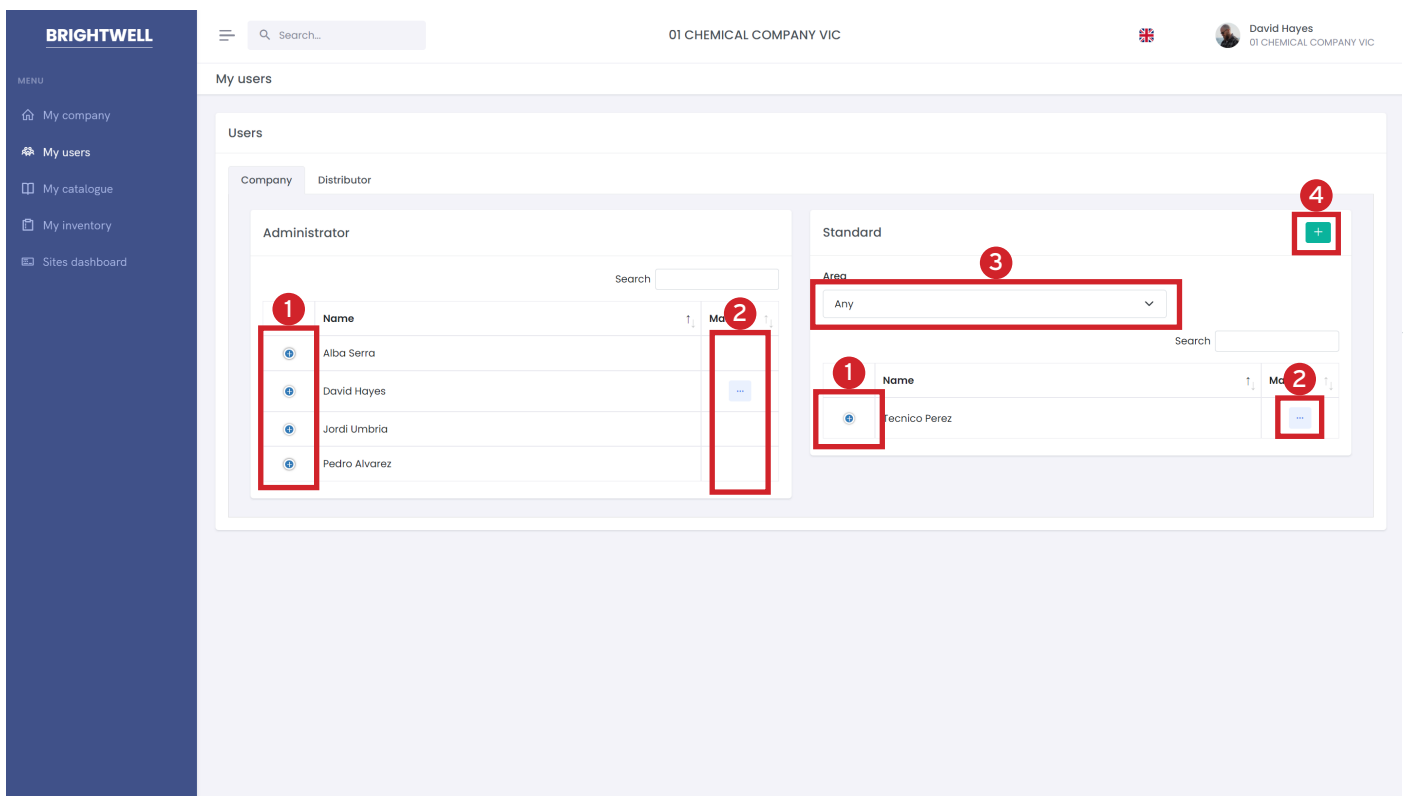 BRIGHTWELL
Search...
01 CHEMICAL COMPANY VIC
David Hayes
01 CHEMICAL COMPANY VIC
MENU
My users
My company
My users
My catalogue
My inventory
Sites dashboard
Users
Company Distributor
4
Administrator
Search
1
Name
2
Alba Serra
David Hayes
...
Jordi Umbria
Pedro Alvarez
Standard
+
3
Area
Any
Search
1
Name
2
Tecnico Perez
...